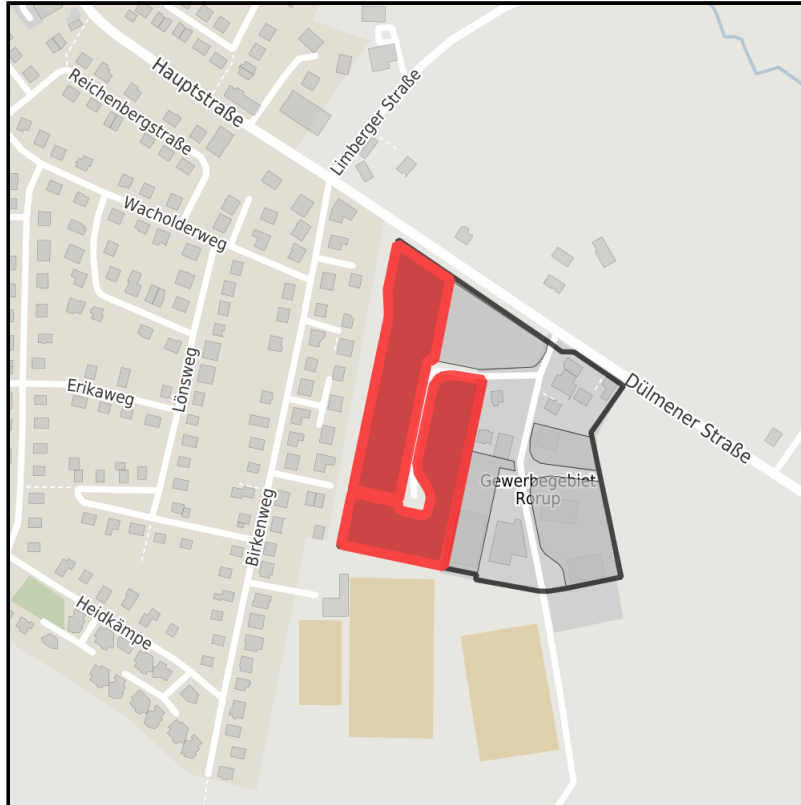 Hauptstraße
Reichenbergstraße
Limberger Straße
Wacholderweg
Erikaweg
Lönsweg
Dülmener Straße
Gewerbegebiet
Rorup
Birkenweg
Heidkämpe